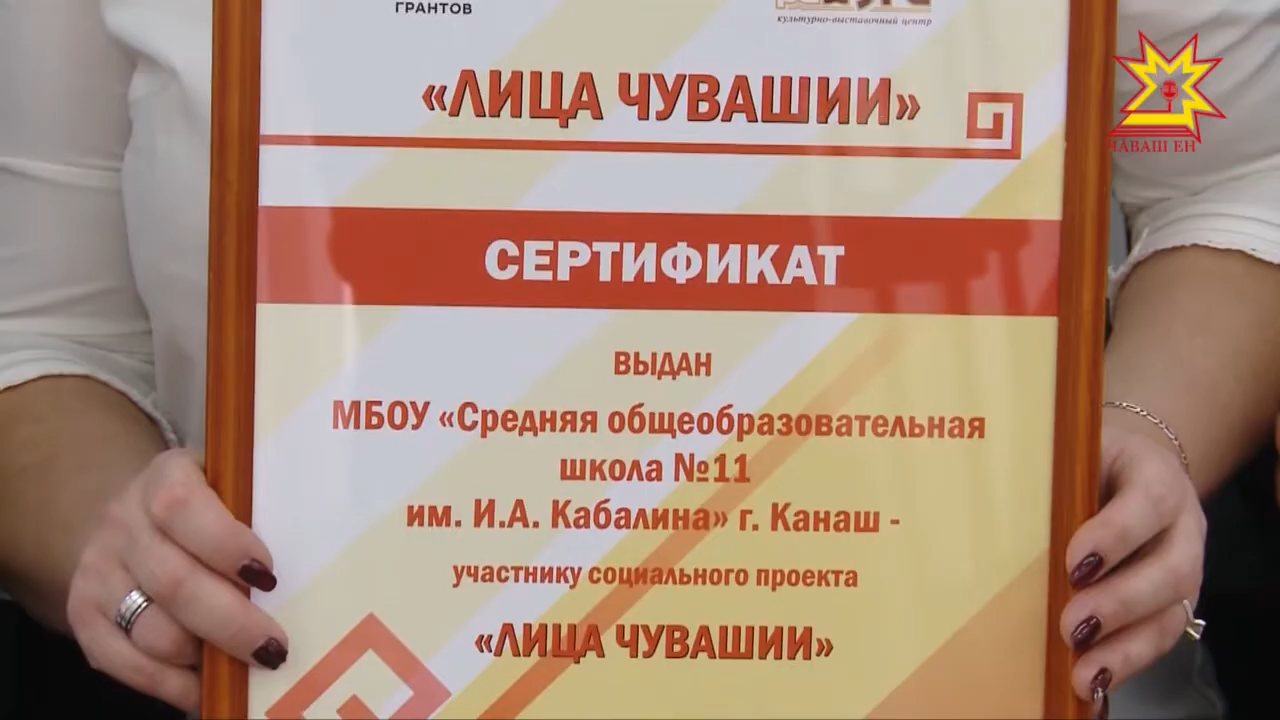 ГРАНТОВ
культурно-выставочный центр
«ЛИЦА ЧУВАШИИ»
ЧӐВАШ ЕН
СЕРТИФИКАТ
ВЫДАН
МБОУ «Средняя общеобразовательная
школа №11
им. И.А. Кабалина» г. Канаш -
участнику социального проекта
«ЛИЦА ЧУВАШИИ»